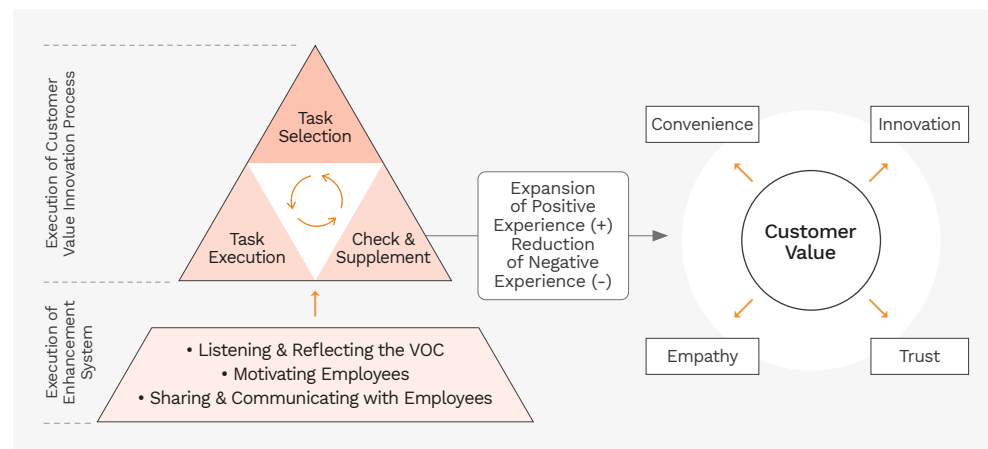 Execution of Customer
Value Innovation Process
Task
Selection
Task
Execution
Check &
Supplement
Execution of
Enhancement
System
• Listening & Reflecting the VOC
• Motivating Employees
• Sharing & Communicating with Employees
Expansion
of Positive
Experience (+)
Reduction
of Negative
Experience (-)
Convenience
Innovation
Customer
Value
Empathy
Trust